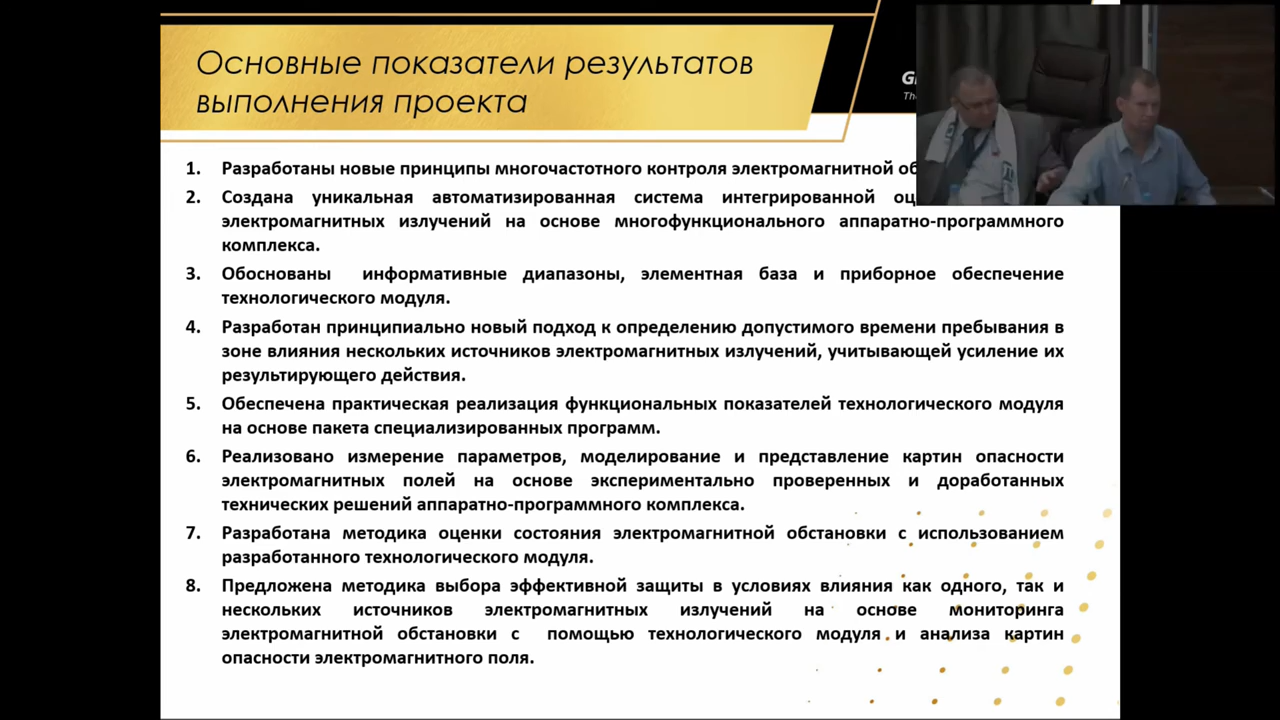 Основные показатели результатов
выполнения проекта
1. Разработаны новые принципы многочастотного контроля электромагнитной
2. Создана уникальная автоматизированная система интегрированной
электромагнитных излучений на основе многофункционального аппаратно-программного
комплекса.
3. Обоснованы информативные диапазоны, элементная база и приборное обеспечение
технологического модуля.
4. Разработан принципиально новый подход к определению допустимого времени пребывания в
зоне влияния нескольких источников электромагнитных излучений, учитывающей усиление их
результирующего действия.
5. Обеспечена практическая реализация функциональных показателей технологического модуля
на основе пакета специализированных программ.
6. Реализовано измерение параметров, моделирование и представление картин опасности
электромагнитных полей на основе экспериментально проверенных и доработанных
технических решений аппаратно-программного комплекса.
7. Разработана методика оценки состояния электромагнитной обстановки с использованием
разработанного технологического модуля.
8. Предложена методика выбора эффективной защиты в условиях влияния как одного, так и
нескольких источников электромагнитных излучений на основе мониторинга
электромагнитной обстановки с помощью технологического модуля и анализа картин
опасности электромагнитного поля.